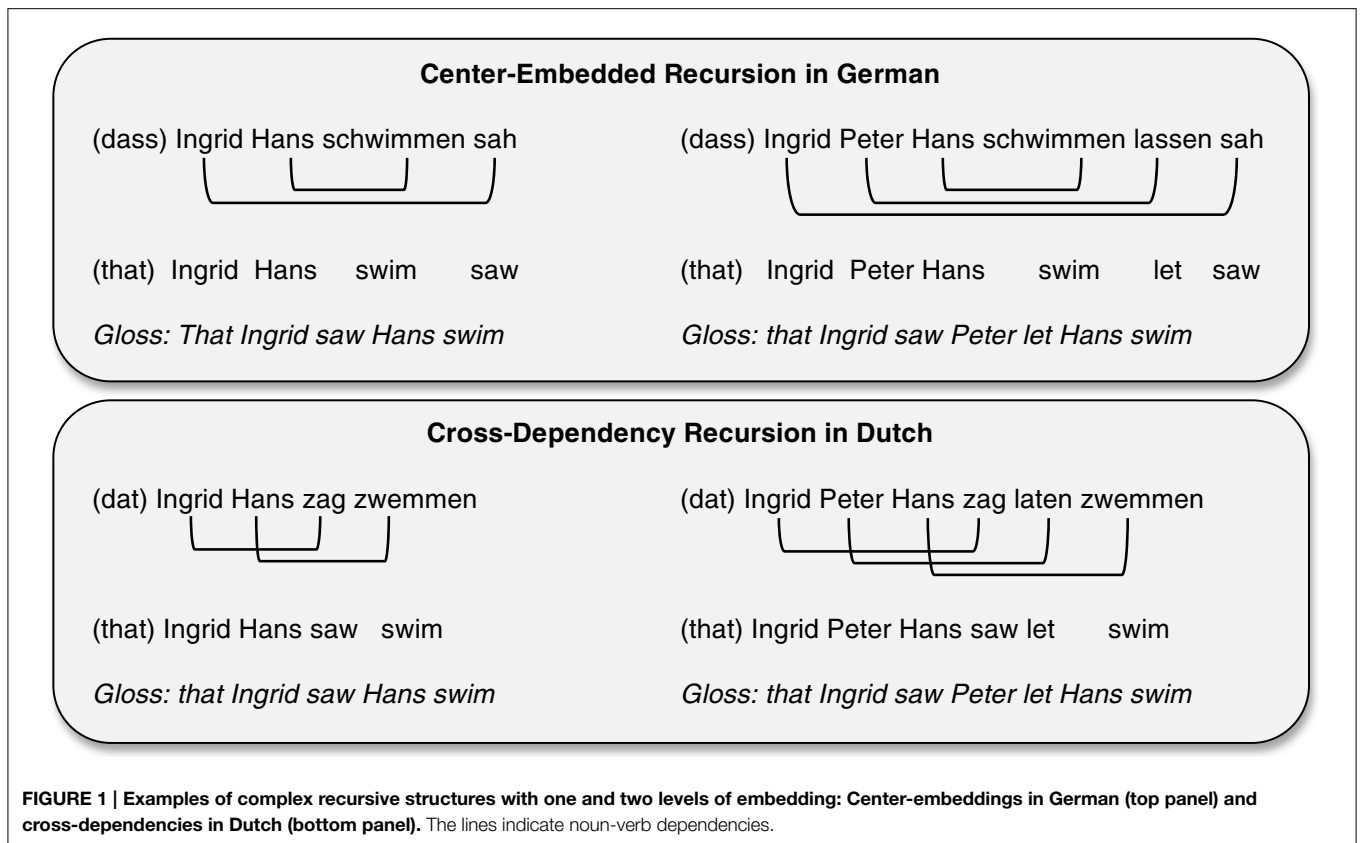 Center-Embedded Recursion in German
(dass) Ingrid Hans schwimmen sah
(that) Ingrid Hans swim saw
Gloss: That Ingrid saw Hans swim
(dass) Ingrid Peter Hans schwimmen lassen sah
(that) Ingrid Peter Hans swim let saw
Gloss: that Ingrid saw Peter let Hans swim
Cross-Dependency Recursion in Dutch
(dat) Ingrid Hans zag zwemmen
(that) Ingrid Hans saw swim
Gloss: that Ingrid saw Hans swim
(dat) Ingrid Peter Hans zag laten zwemmen
(that) Ingrid Peter Hans saw let swim
Gloss: that Ingrid saw Peter let Hans swim
FIGURE 1 | Examples of complex recursive structures with one and two levels of embedding: Center-embeddings in German (top panel) and
cross-dependencies in Dutch (bottom panel). The lines indicate noun-verb dependencies.